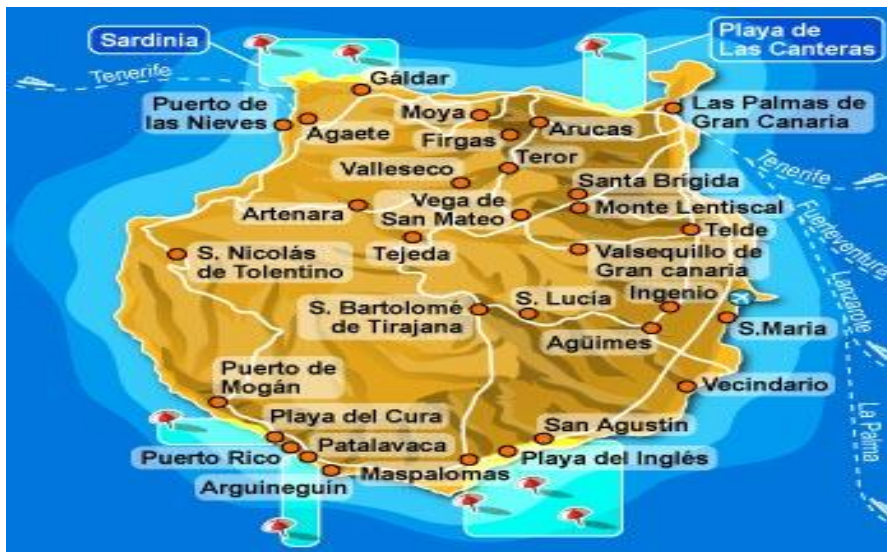 Sardinia
Playa de
Las Canteras
Tenerife
Gáldar
Puerto de
las Nieves
Agaete
Moya
Firgas
Arucas
Las Palmas de
Gran Canaria
Teror
Tenerife
Valleseco
Santa Brígida
Artenara
Vega de
San Mateo
Monte Lentiscal
Telde
Fuerteventura
S. Nicolás
de Tolentino
Tejeda
Valsequillo de
Gran canaria
Lanzarote
S. Bartolomé
de Tirajana
S. Lucía
Ingenio
Agüimes
S.Maria
Puerto de
Mogán
Vecindario
La Palma
Playa del Cura
San Agustín
Puerto Rico
Patalavaca
Maspalomas
Playa del Inglés
Arguineguín